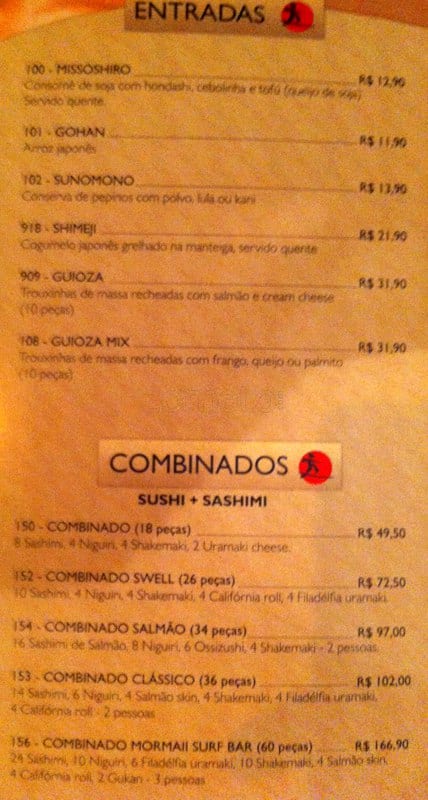 ENTRADAS
100 - MISSOSHIRO R$ 12,90
Consomê de soja com hondashi, cebolinha e tofú (queijo de soja)
Servido quente.
101 - GOHAN R$ 11,90
Arroz japonês
102 - SUNOMONO R$ 13,90
Conserva de pepinos com polvo, lula ou kani
918 - SHIMEJI R$ 21,90
Cogumelo japonês grelhado na manteiga, servido quente
909 - GUIOZA R$ 31,90
Trouxinhas de massa recheadas com salmão e cream cheese
(10 peças)
108 - GUIOZA MIX R$ 31,90
Trouxinhas de massa recheadas com frango, queijo ou palmito
(10 peças)
COMBINADOS
SUSHI + SASHIMI
150 - COMBINADO (18 peças) R$ 49,50
8 Sashimi, 4 Niguiri, 4 Shakemaki, 2 Uramaki cheese.
152 - COMBINADO SWELL (26 peças) R$ 72,50
10 Sashimi, 4 Niguiri, 4 Shakemaki, 4 Califórnia roll, 4 Filadélfia uramaki.
154 - COMBINADO SALMÃO (34 peças) R$ 97,00
16 Sashimi de Salmão, 8 Niguiri, 6 Ossizushi, 4 Shakemaki - 2 pessoas.
153 - COMBINADO CLÁSSICO (36 peças) R$ 102,00
14 Sashimi, 6 Niguiri, 4 Salmão skin, 4 Shakemaki, 4 Filadélfia uramaki,
4 Califórnia roll - 2 pessoas
156 - COMBINADO MORMAII SURF BAR (60 peças) R$ 166,90
24 Sashimi, 10 Niguiri, 6 Filadélfia uramaki, 10 Shakemaki, 4 Salmão skin,
4 Califórnia roll, 2 Gukan - 3 pessoas